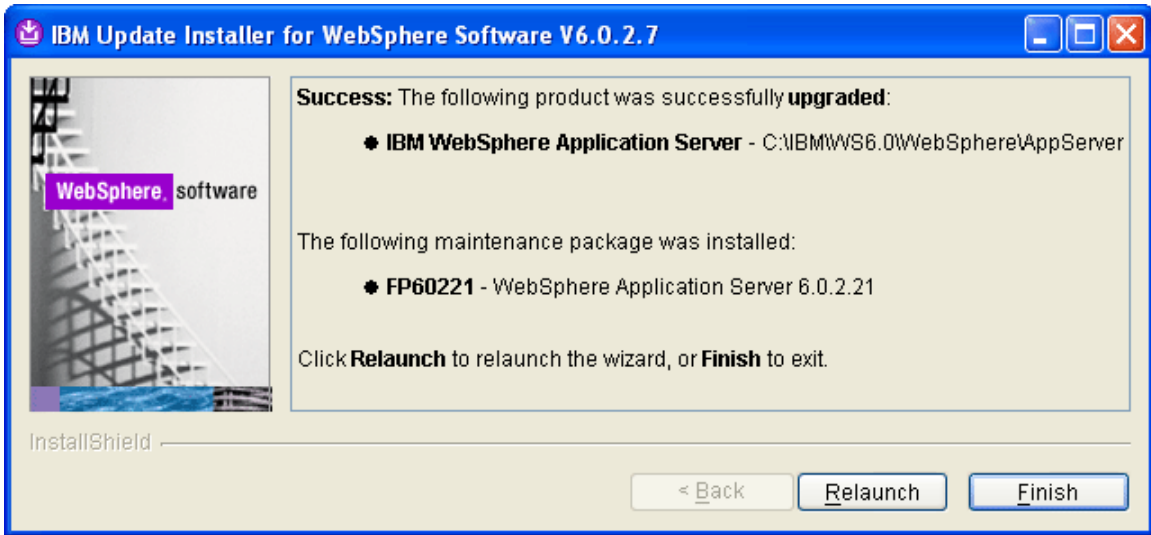 IBM Update Installer for WebSphere Software V6.0.2.7
Success: The following product was successfully upgraded:
● IBM WebSphere Application Server - C:\IBM\WS6.0\WebSphere\AppServer
WebSphere. software
The following maintenance package was installed:
● FP60221 - WebSphere Application Server 6.0.2.21
Click Relaunch to relaunch the wizard, or Finish to exit.
InstallShield
< Back
Relaunch
Finish